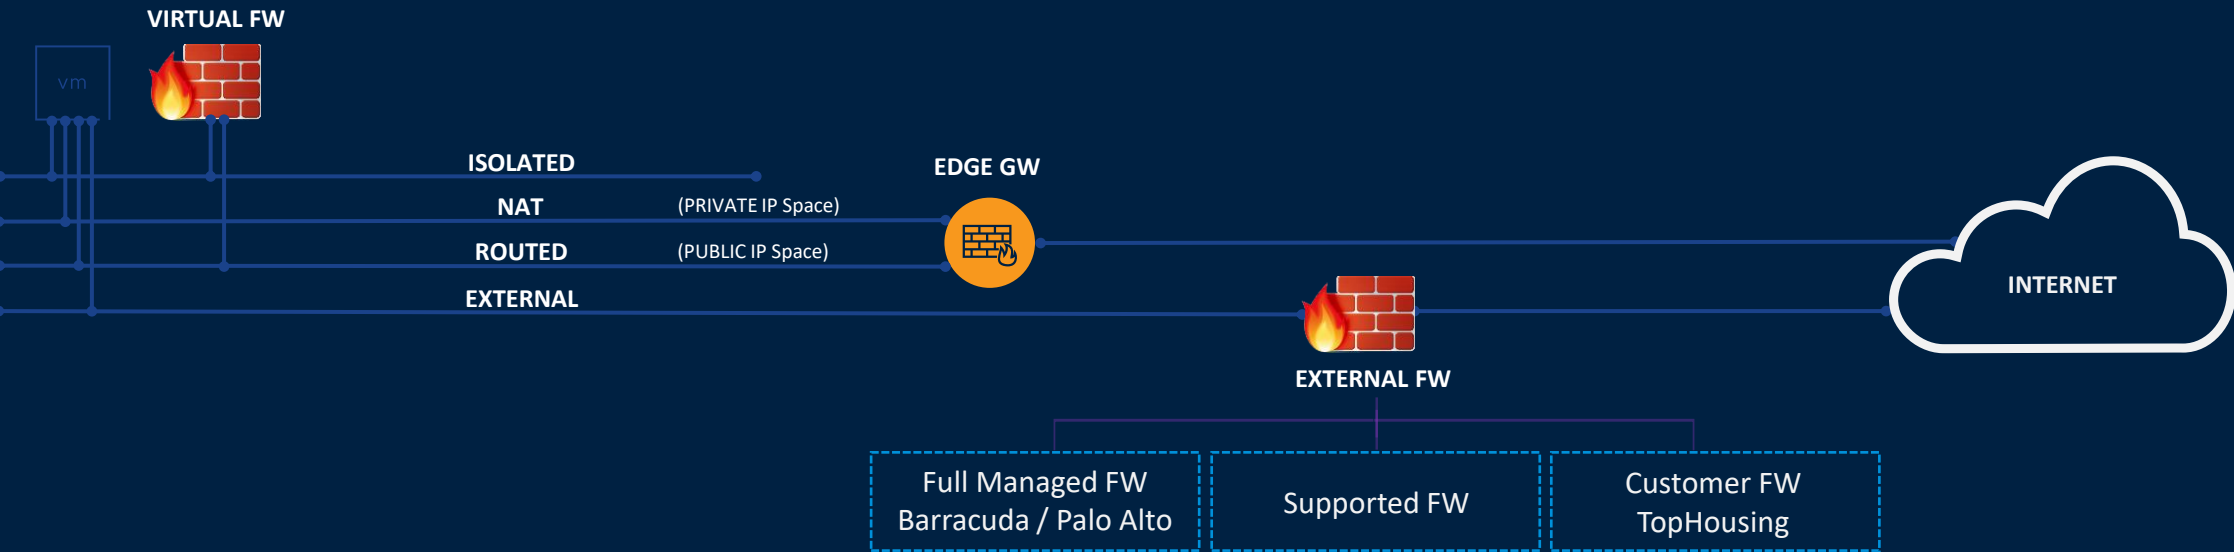 VIRTUAL FW
vm
ISOLATED
EDGE GW
NAT (PRIVATE IP Space)
ROUTED (PUBLIC IP Space)
EXTERNAL
INTERNET
EXTERNAL FW
Full Managed FW
Barracuda / Palo Alto
Supported FW
Customer FW
TopHousing